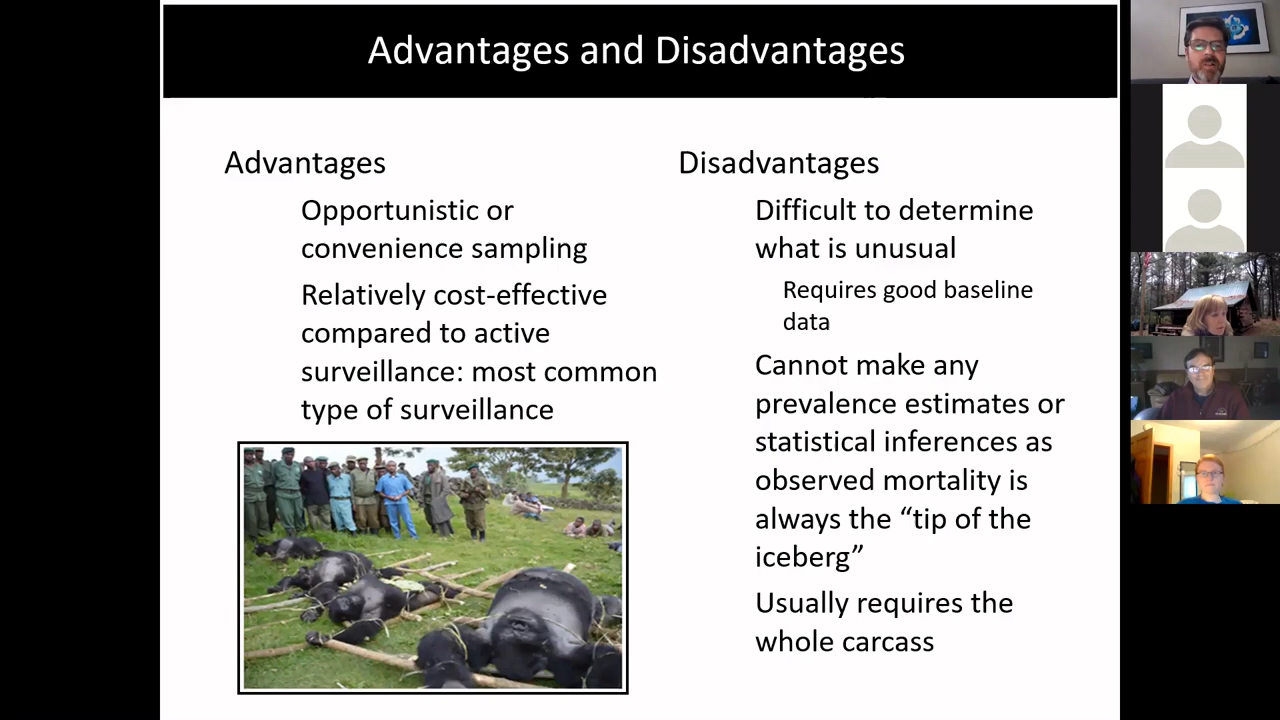 Advantages and Disadvantages
Advantages
Opportunistic or
convenience sampling
Relatively cost-effective
compared to active
surveillance: most common
type of surveillance
Disadvantages
Difficult to determine
what is unusual
Requires good baseline
data
Cannot make any
prevalence estimates or
statistical inferences as
observed mortality is
always the “tip of the
iceberg”
Usually requires the
whole carcass